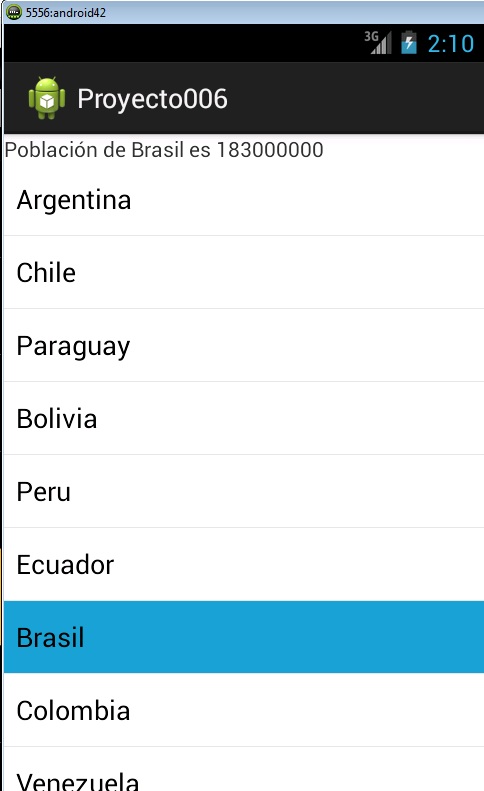 5556:android42
3G 2:10
Proyecto006
Población de Brasil es 183000000
Argentina
Chile
Paraguay
Bolivia
Peru
Ecuador
Brasil
Colombia
Venezuela